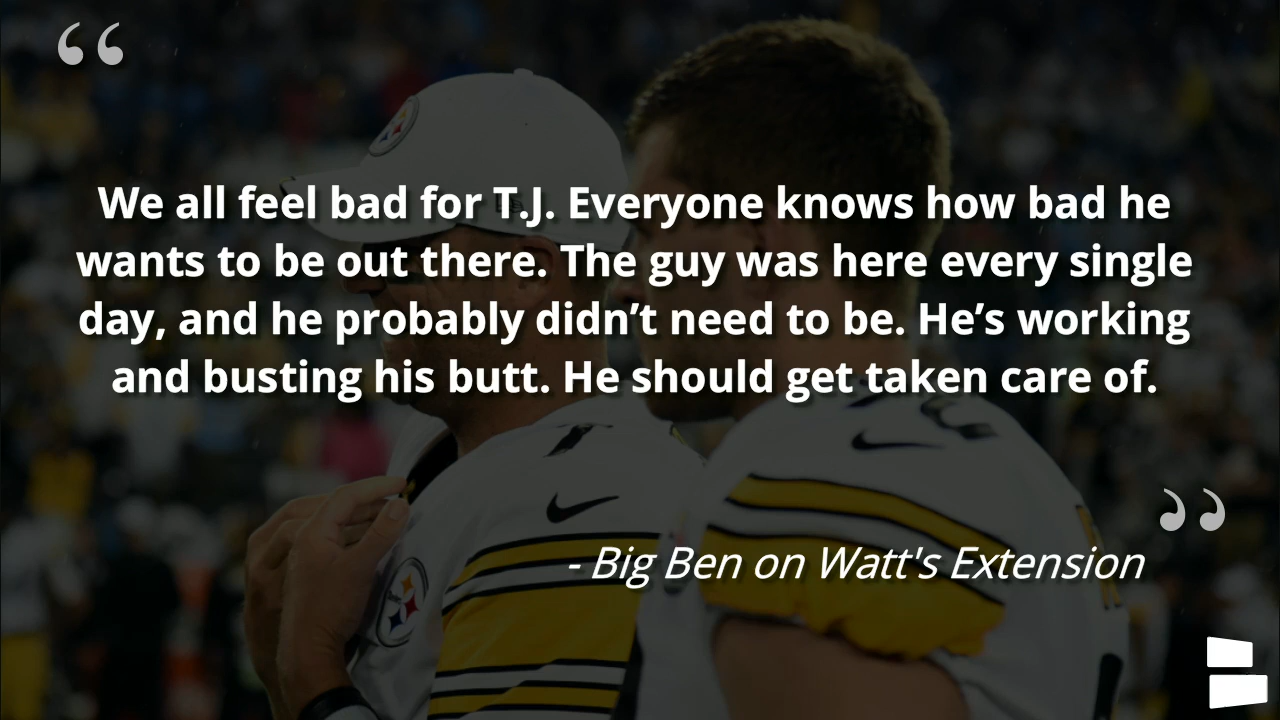 “
We all feel bad for T.J. Everyone knows how bad he
wants to be out there. The guy was here every single
day, and he probably didn’t need to be. He’s working
and busting his butt. He should get taken care of.
”
- Big Ben on Watt's Extension